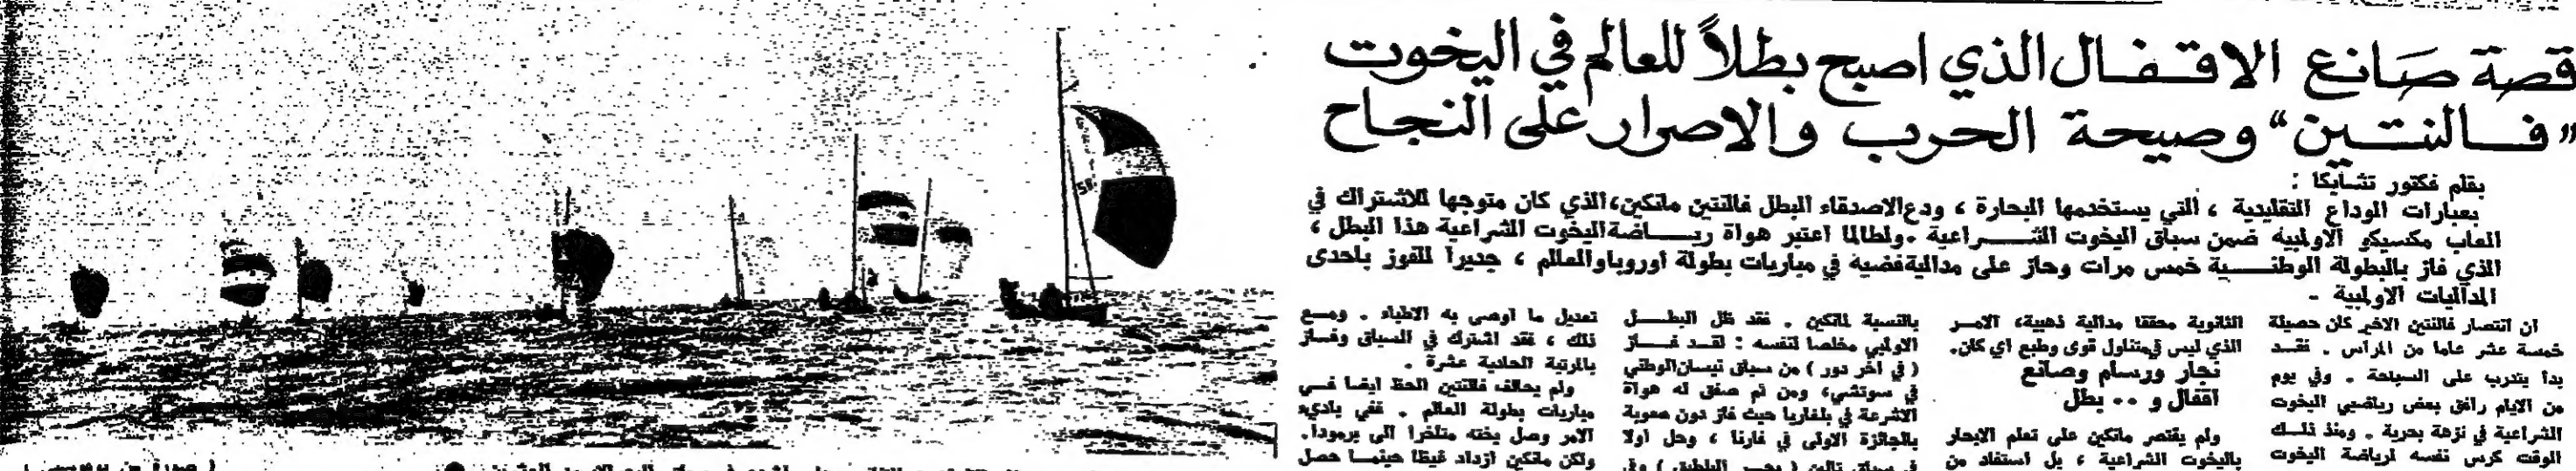 قصة صانع الاقفال الذي اصبح بطلاً للعالم في اليخوت
"فالنتين" وصيحة الحرب والاصرار على النجاح
بقلم فكتور تشايكا :
بعبارات الوداع التقليدية ، التي يستخدمها البحارة ، ودع الاصدقاء البطل فالنتين مانكين، الذي كان متوجها للاشتراك في
العاب مكسيكو الاولمبيه ضمن سباق اليخوت الشراعية . ولطالما اعتبر هواة رياضة اليخوت الشراعية هذا البطل ،
الذي فاز بالبطولة الوطنية خمس مرات وحاز على مدالية فضيه في مباريات بطولة اوروبا والعالم ، جديراً للفوز باحدى
المداليات الاولمبية .
ان انتصار فالنتين الاخير كان حصيلة
خمسة عشر عاما من المراس . فقد
بدأ يتدرب على السباحة . وفي يوم
من الايام رافق بعض رياضيي اليخوت
الشراعية في نزهة بحرية . ومنذ ذلك
الوقت كرس نفسه لرياضة اليخوت
الثانوية محققا مدالية ذهبية، الامر
الذي ليس في متناول قوى وطبع اي كان.
نجار ورسام وصانع
اقفال و .. بطل
ولم يقتصر مانكين على تعلم الابحار
باليخوت الشراعية ، بل استفاد من
بالنسبة لمانكين . فقد ظل البطل
الاولمبي مخلصا لنفسه : لقد فاز
( في آخر دور ) من سباق نيسان الوطني
في سوتشي، ومن ثم صفق له هواة
الاشرعة في بلغاريا حيث فاز دون صعوبة
بالجائزة الاولى في فارنا ، وحل اولا
تعديل ما اوصى به الاطباء . ومع
ذلك ، فقد اشترك في السباق وفاز
بالمرتبة الحادية عشرة .
ولم يحالف فالنتين الحظ ايضا في
مباريات بطولة العالم . ففي باديء
الامر وصل يخته متأخرا الى برمودا.
ولكن مانكين ازداد غيظا حينما حصل